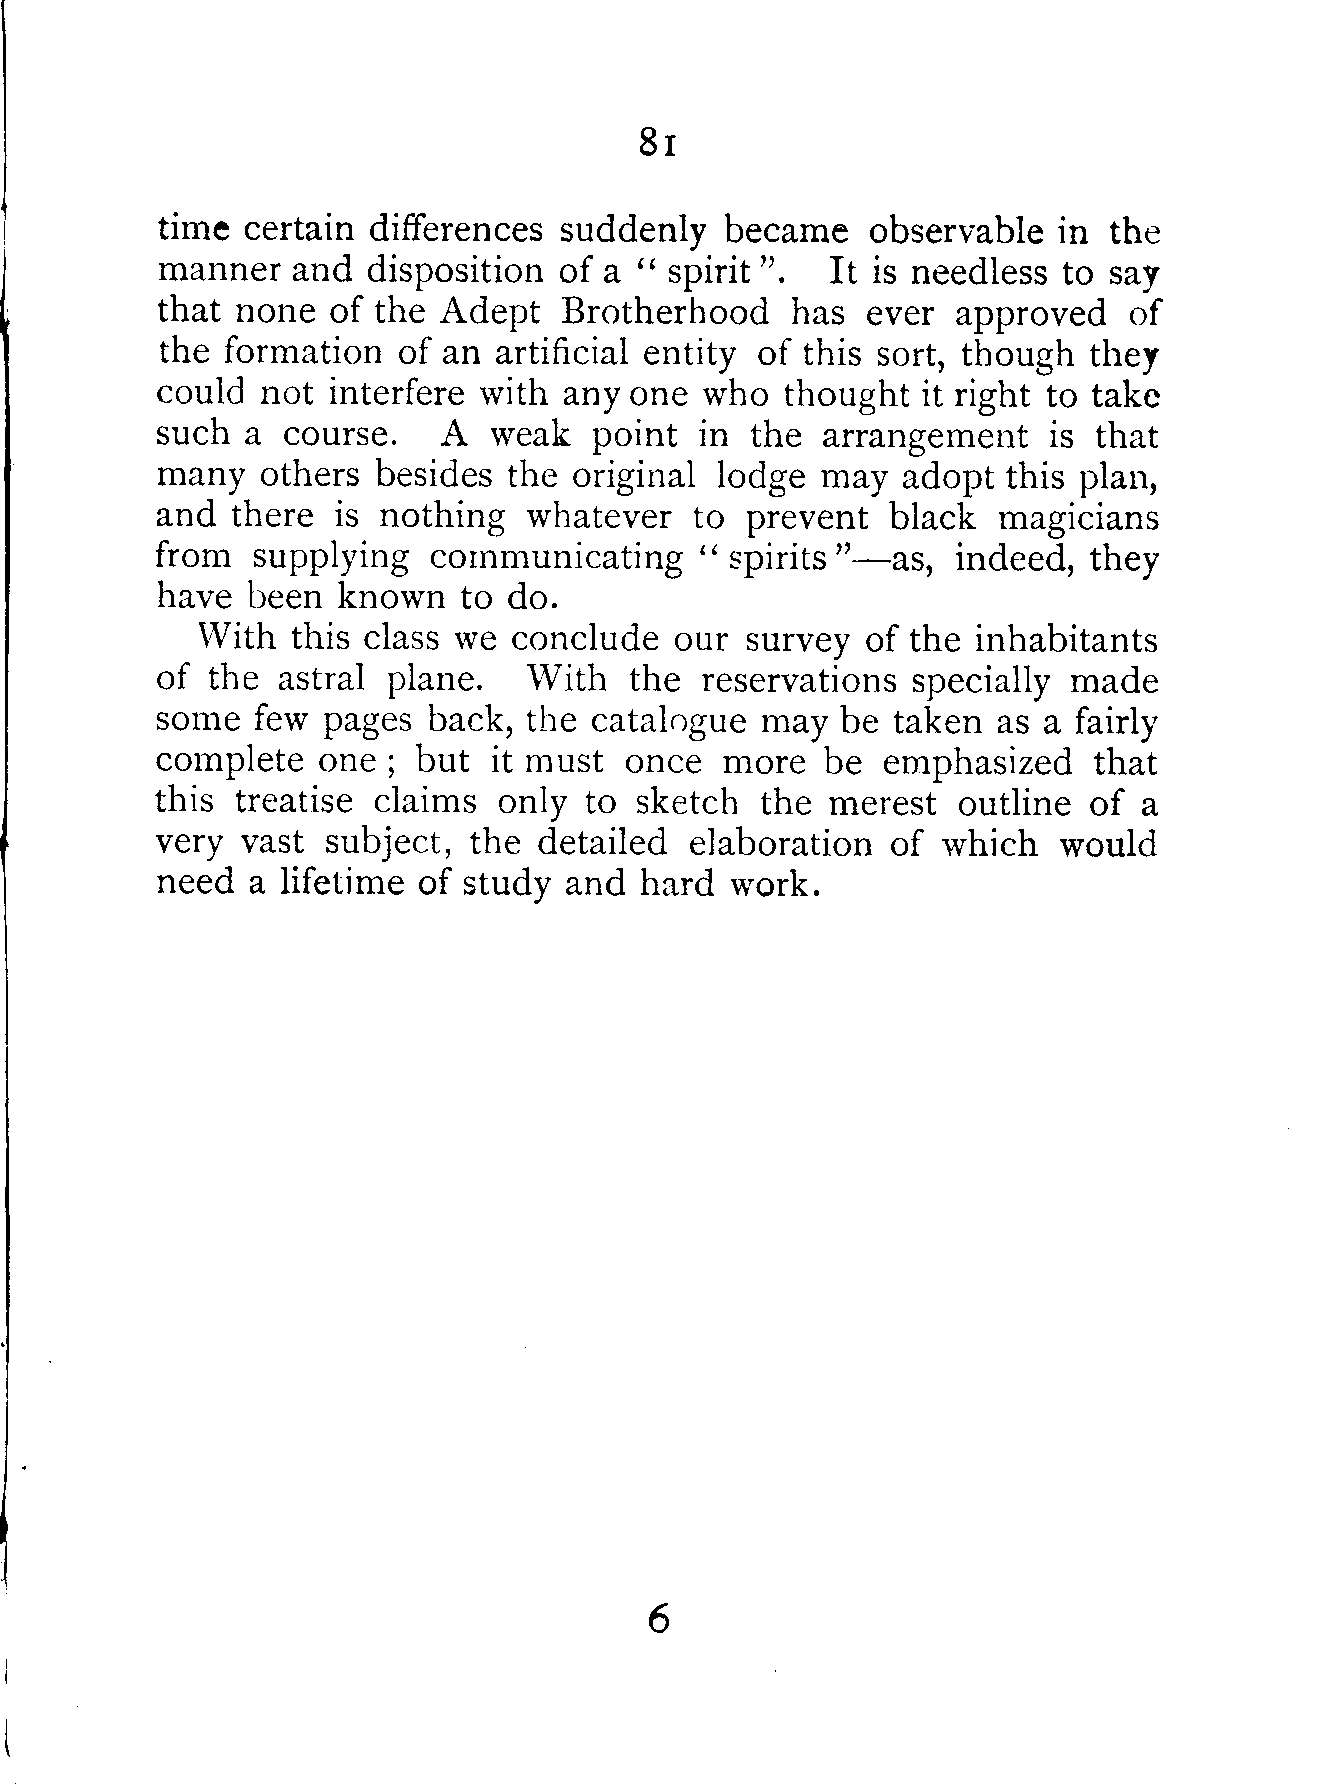 81
time certain differences suddenly became observable in the
manner and disposition of a “ spirit ”. It is needless to say
that none of the Adept Brotherhood has ever approved of
the formation of an artificial entity of this sort, though they
could not interfere with any one who thought it right to take
such a course. A weak point in the arrangement is that
many others besides the original lodge may adopt this plan,
and there is nothing whatever to prevent black magicians
from supplying communicating “ spirits ”—as, indeed, they
have been known to do.
With this class we conclude our survey of the inhabitants
of the astral plane. With the reservations specially made
some few pages back, the catalogue may be taken as a fairly
complete one ; but it must once more be emphasized that
this treatise claims only to sketch the merest outline of a
very vast subject, the detailed elaboration of which would
need a lifetime of study and hard work.
6